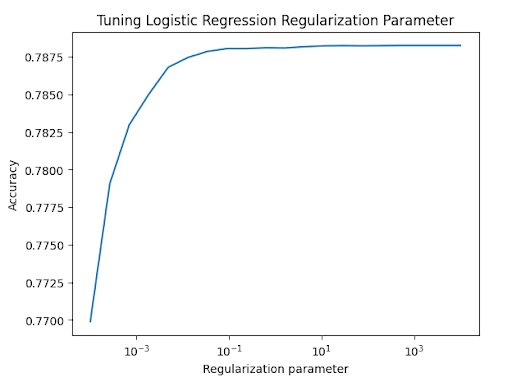 Tuning Logistic Regression Regularization Parameter
0.7875
0.7850
0.7825
0.7800
0.7775
0.7750
0.7725
0.7700
Accuracy
10⁻³ 10⁻¹ 10¹ 10³
Regularization parameter